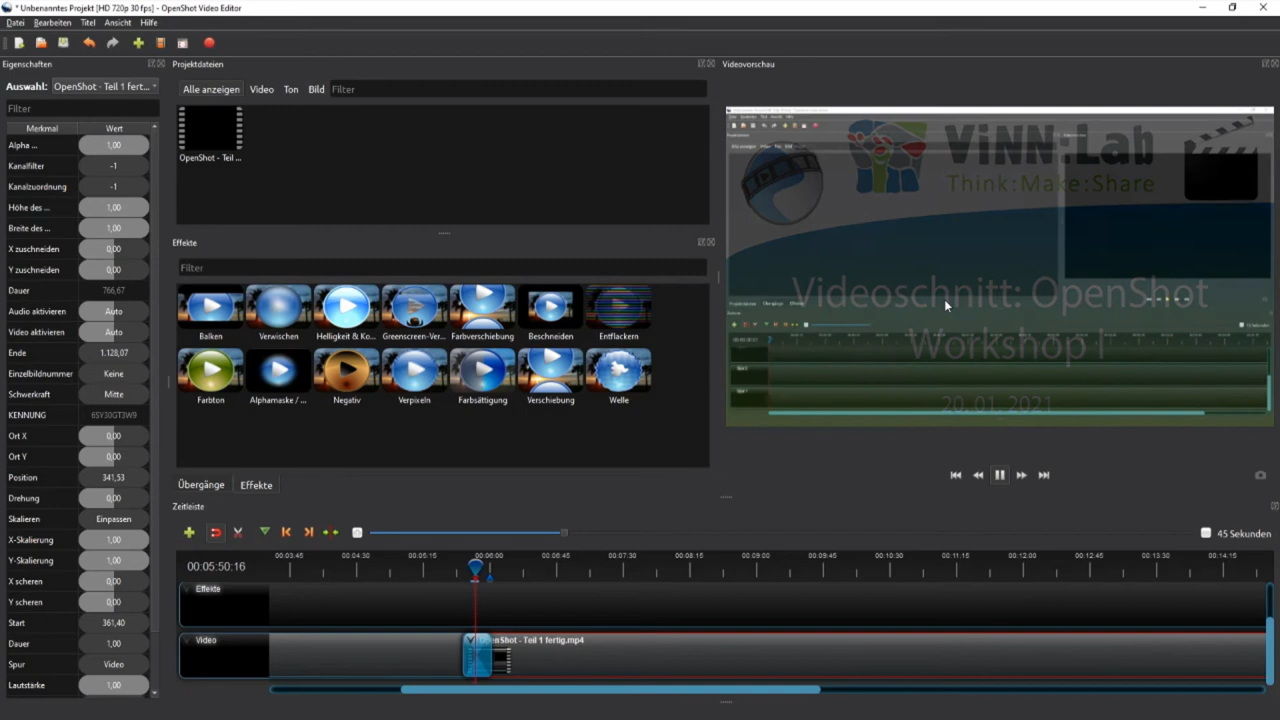 * Unbenanntes Projekt [HD 720p 30 fps] - OpenShot Video Editor
Datei Bearbeiten Titel Ansicht Hilfe
Eigenschaften
Auswahl: OpenShot - Teil 1 fert...
Filter
Merkmal Wert
Alpha ... 1,00
Kanalfilter -1
Kanalzuordnung -1
Höhe des ... 1,00
Breite des ... 1,00
X zuschneiden 0,00
Y zuschneiden 0,00
Dauer 766,67
Audio aktivieren Auto
Video aktivieren Auto
Ende 1.128,07
Einzelbildnummer Keine
Schwerkraft Mitte
KENNUNG 6SY30GT3W9
Ort X 0,00
Ort Y 0,00
Position 341,53
Drehung 0,00
Skalieren Einpassen
X-Skalierung 1,00
Y-Skalierung 1,00
X scheren 0,00
Y scheren 0,00
Start 361,40
Dauer 1,00
Spur Video
Lautstärke 1,00
Projektdateien
Alle anzeigen Video Ton Bild Filter
OpenShot - Teil ...
Effekte
Filter
Balken Verwischen Helligkeit & Ko... Greenscreen-Ver... Farbverschiebung Beschneiden Entflackern
Farbton Alphamaske / ... Negativ Verpixeln Farbsättigung Verschiebung Welle
Übergänge Effekte
Videovorschau
ViNN:Lab
Think:Make:Share
Videoschnitt: OpenShot
Workshop I
20. 01. 2021
Zeitleiste
45 Sekunden
00:05:50:16
00:03:45 00:04:30 00:05:15 00:06:00 00:06:45 00:07:30 00:08:15 00:09:00 00:09:45 00:10:30 00:11:15 00:12:00 00:12:45 00:13:30 00:14:15
Effekte
Video
OpenShot - Teil 1 fertig.mp4